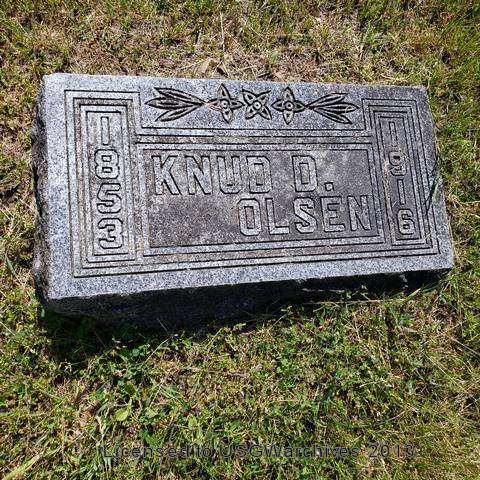 1853
KNUD D.
OLSEN
1916
Licensed to USGWarchives 2013